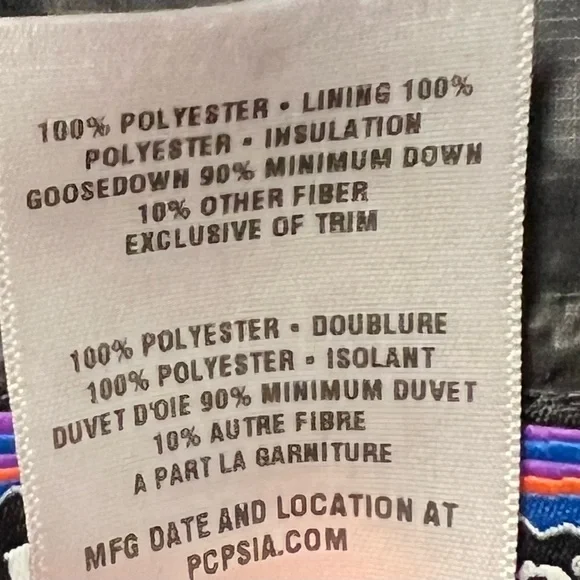 100% POLYESTER • LINING 100%
POLYESTER • INSULATION
GOOSEDOWN 90% MINIMUM DOWN
10% OTHER FIBER
EXCLUSIVE OF TRIM
100% POLYESTER • DOUBLURE
100% POLYESTER • ISOLANT
DUVET D'OIE 90% MINIMUM DUVET
10% AUTRE FIBRE
A PART LA GARNITURE
MFG DATE AND LOCATION AT
PCPSIA.COM